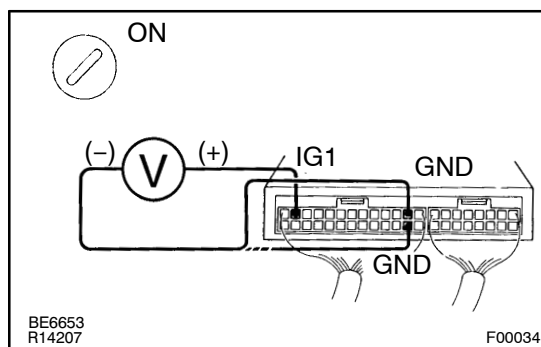 ON
(−) V (+) IG1 GND
GND
BE6653
R14207 F00034